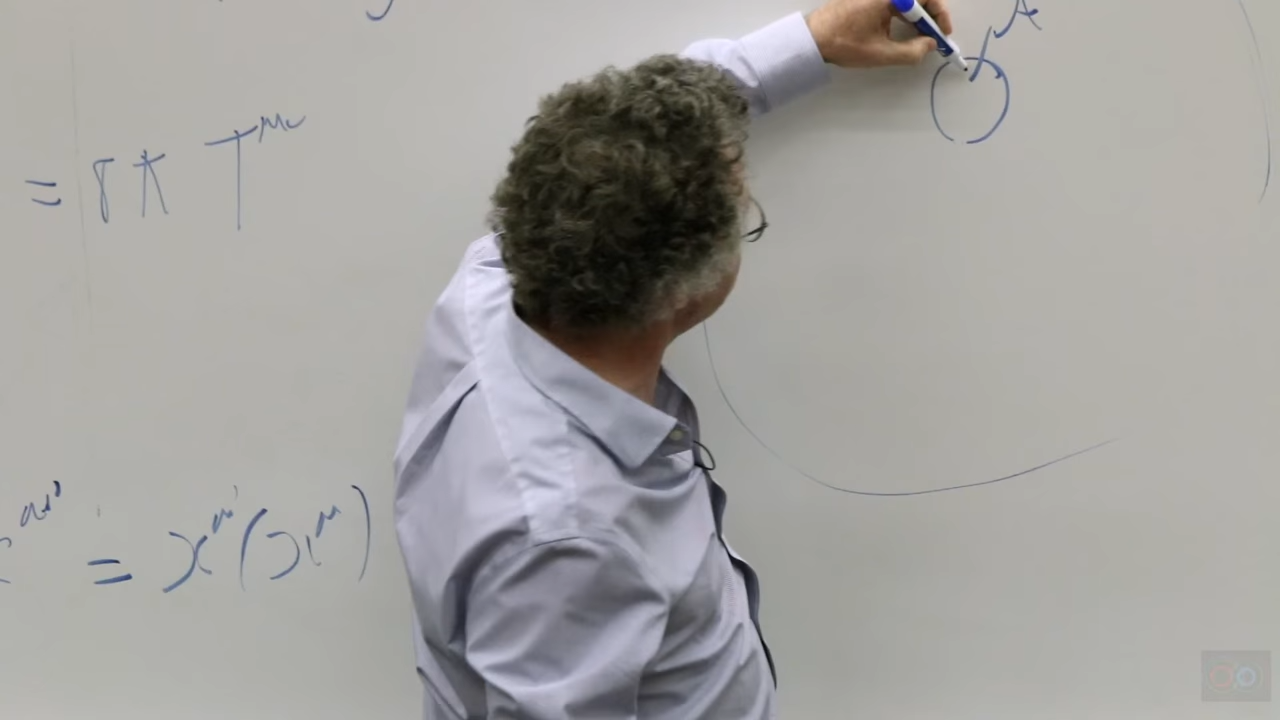 A
= 8π T^μν
= x^μ'(x^μ)